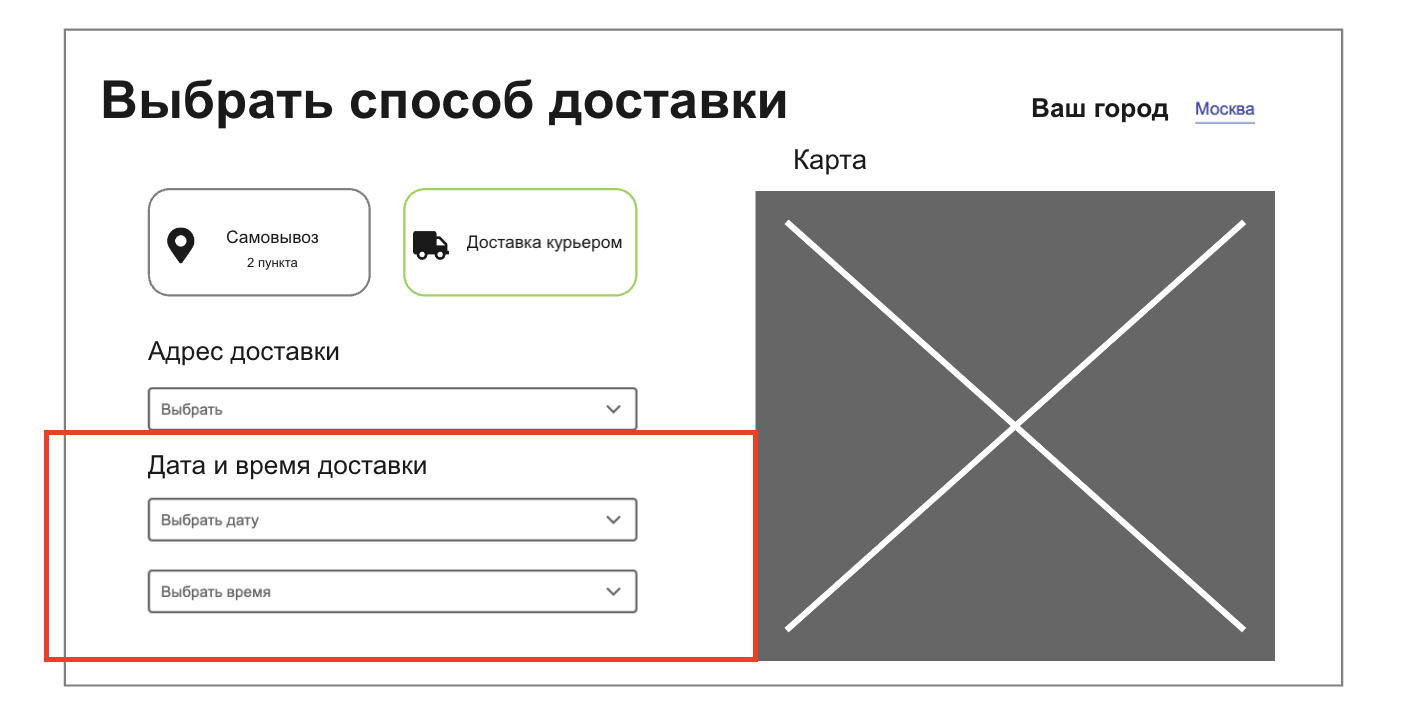 Выбрать способ доставки
Ваш город Москва
Карта
Самовывоз
2 пункта
Доставка курьером
Адрес доставки
Выбрать
Дата и время доставки
Выбрать дату
Выбрать время